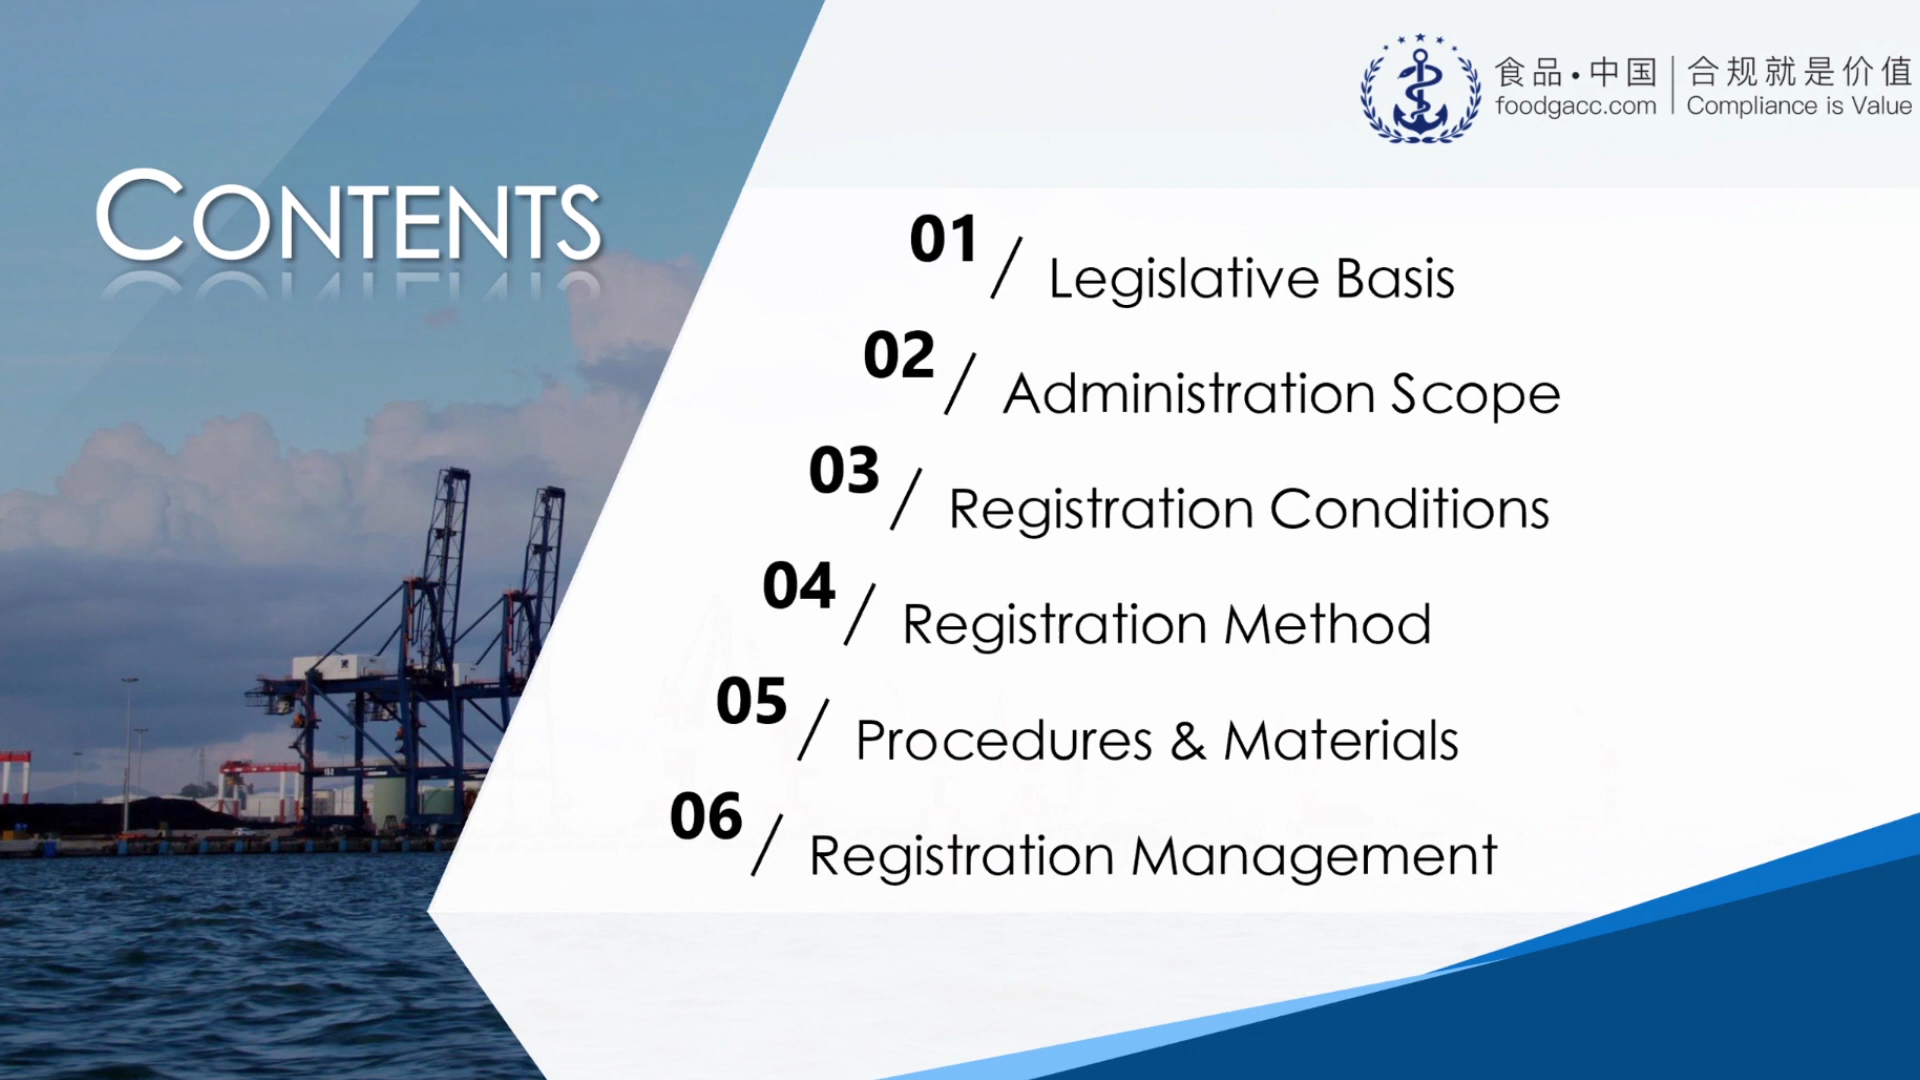 CONTENTS
食品·中国
foodgacc.com
合规就是价值
Compliance is Value
01
Legislative Basis
02
Administration Scope
03
Registration Conditions
04
Registration Method
05
Procedures & Materials
06
Registration Management